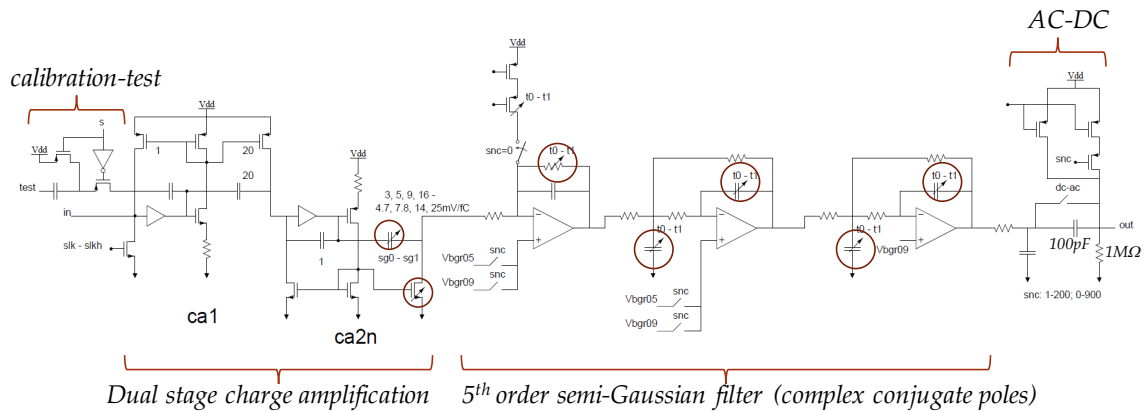 AC-DC
calibration-test
Vdd
Vdd
Vdd
t0 - t1
s
Vdd
1
20
snc=0
t0 - t1
snc
test
20
Vdd
t0 - t1
t0 - t1
dc-ac
3, 5, 9, 16 -
4.7, 7.8, 14, 25mV/fC
in
out
slk - slkh
1
sg0 - sg1
Vbgr05
snc
Vbgr09
snc
t0 - t1
t0 - t1
Vbgr09
100pF
1MΩ
Vbgr05
snc
Vbgr09
snc
snc: 1-200; 0-900
ca1
ca2n
Dual stage charge amplification
5th order semi-Gaussian filter (complex conjugate poles)